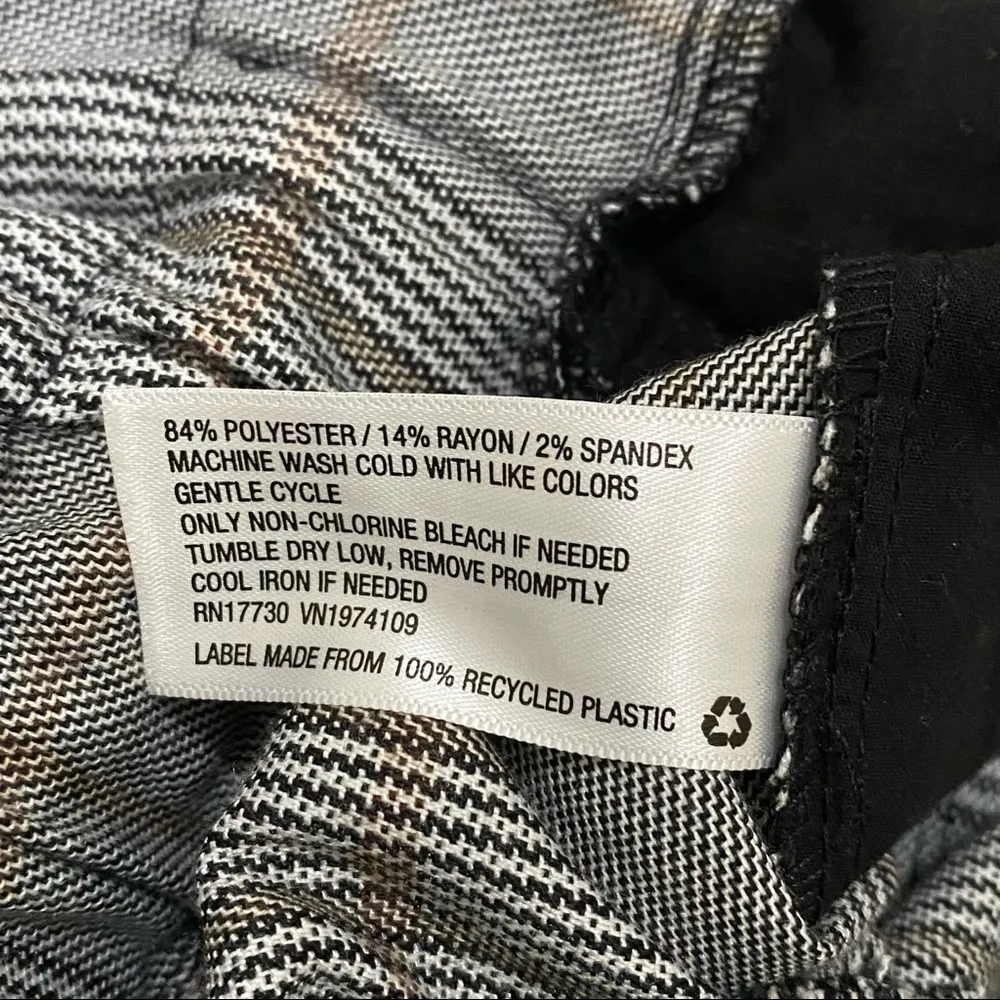 84% POLYESTER / 14% RAYON / 2% SPANDEX
MACHINE WASH COLD WITH LIKE COLORS
GENTLE CYCLE
ONLY NON-CHLORINE BLEACH IF NEEDED
TUMBLE DRY LOW, REMOVE PROMPTLY
COOL IRON IF NEEDED
RN17730 VN1974109
LABEL MADE FROM 100% RECYCLED PLASTIC